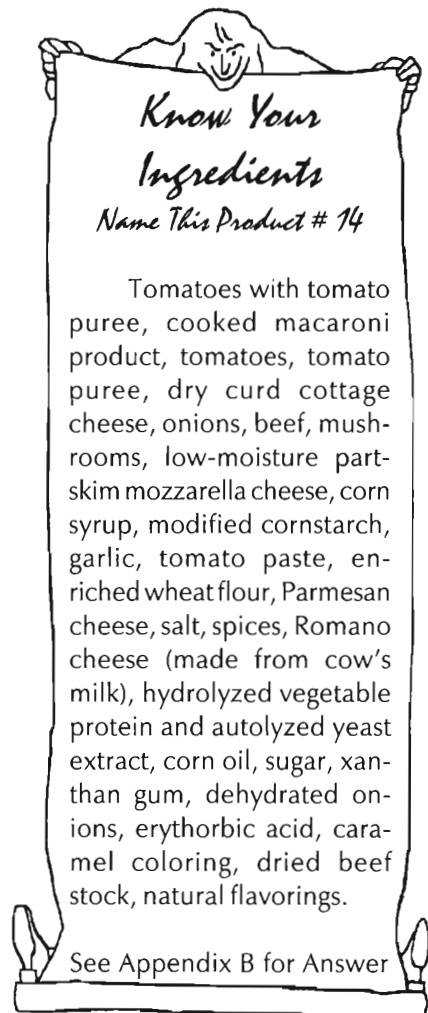 Know Your
Ingredients
Name This Product # 14
Tomatoes with tomato
puree, cooked macaroni
product, tomatoes, tomato
puree, dry curd cottage
cheese, onions, beef, mush-
rooms, low-moisture part-
skim mozzarella cheese, corn
syrup, modified cornstarch,
garlic, tomato paste, en-
riched wheat flour, Parmesan
cheese, salt, spices, Romano
cheese (made from cow's
milk), hydrolyzed vegetable
protein and autolyzed yeast
extract, corn oil, sugar, xan-
than gum, dehydrated on-
ions, erythorbic acid, cara-
mel coloring, dried beef
stock, natural flavorings.
See Appendix B for Answer